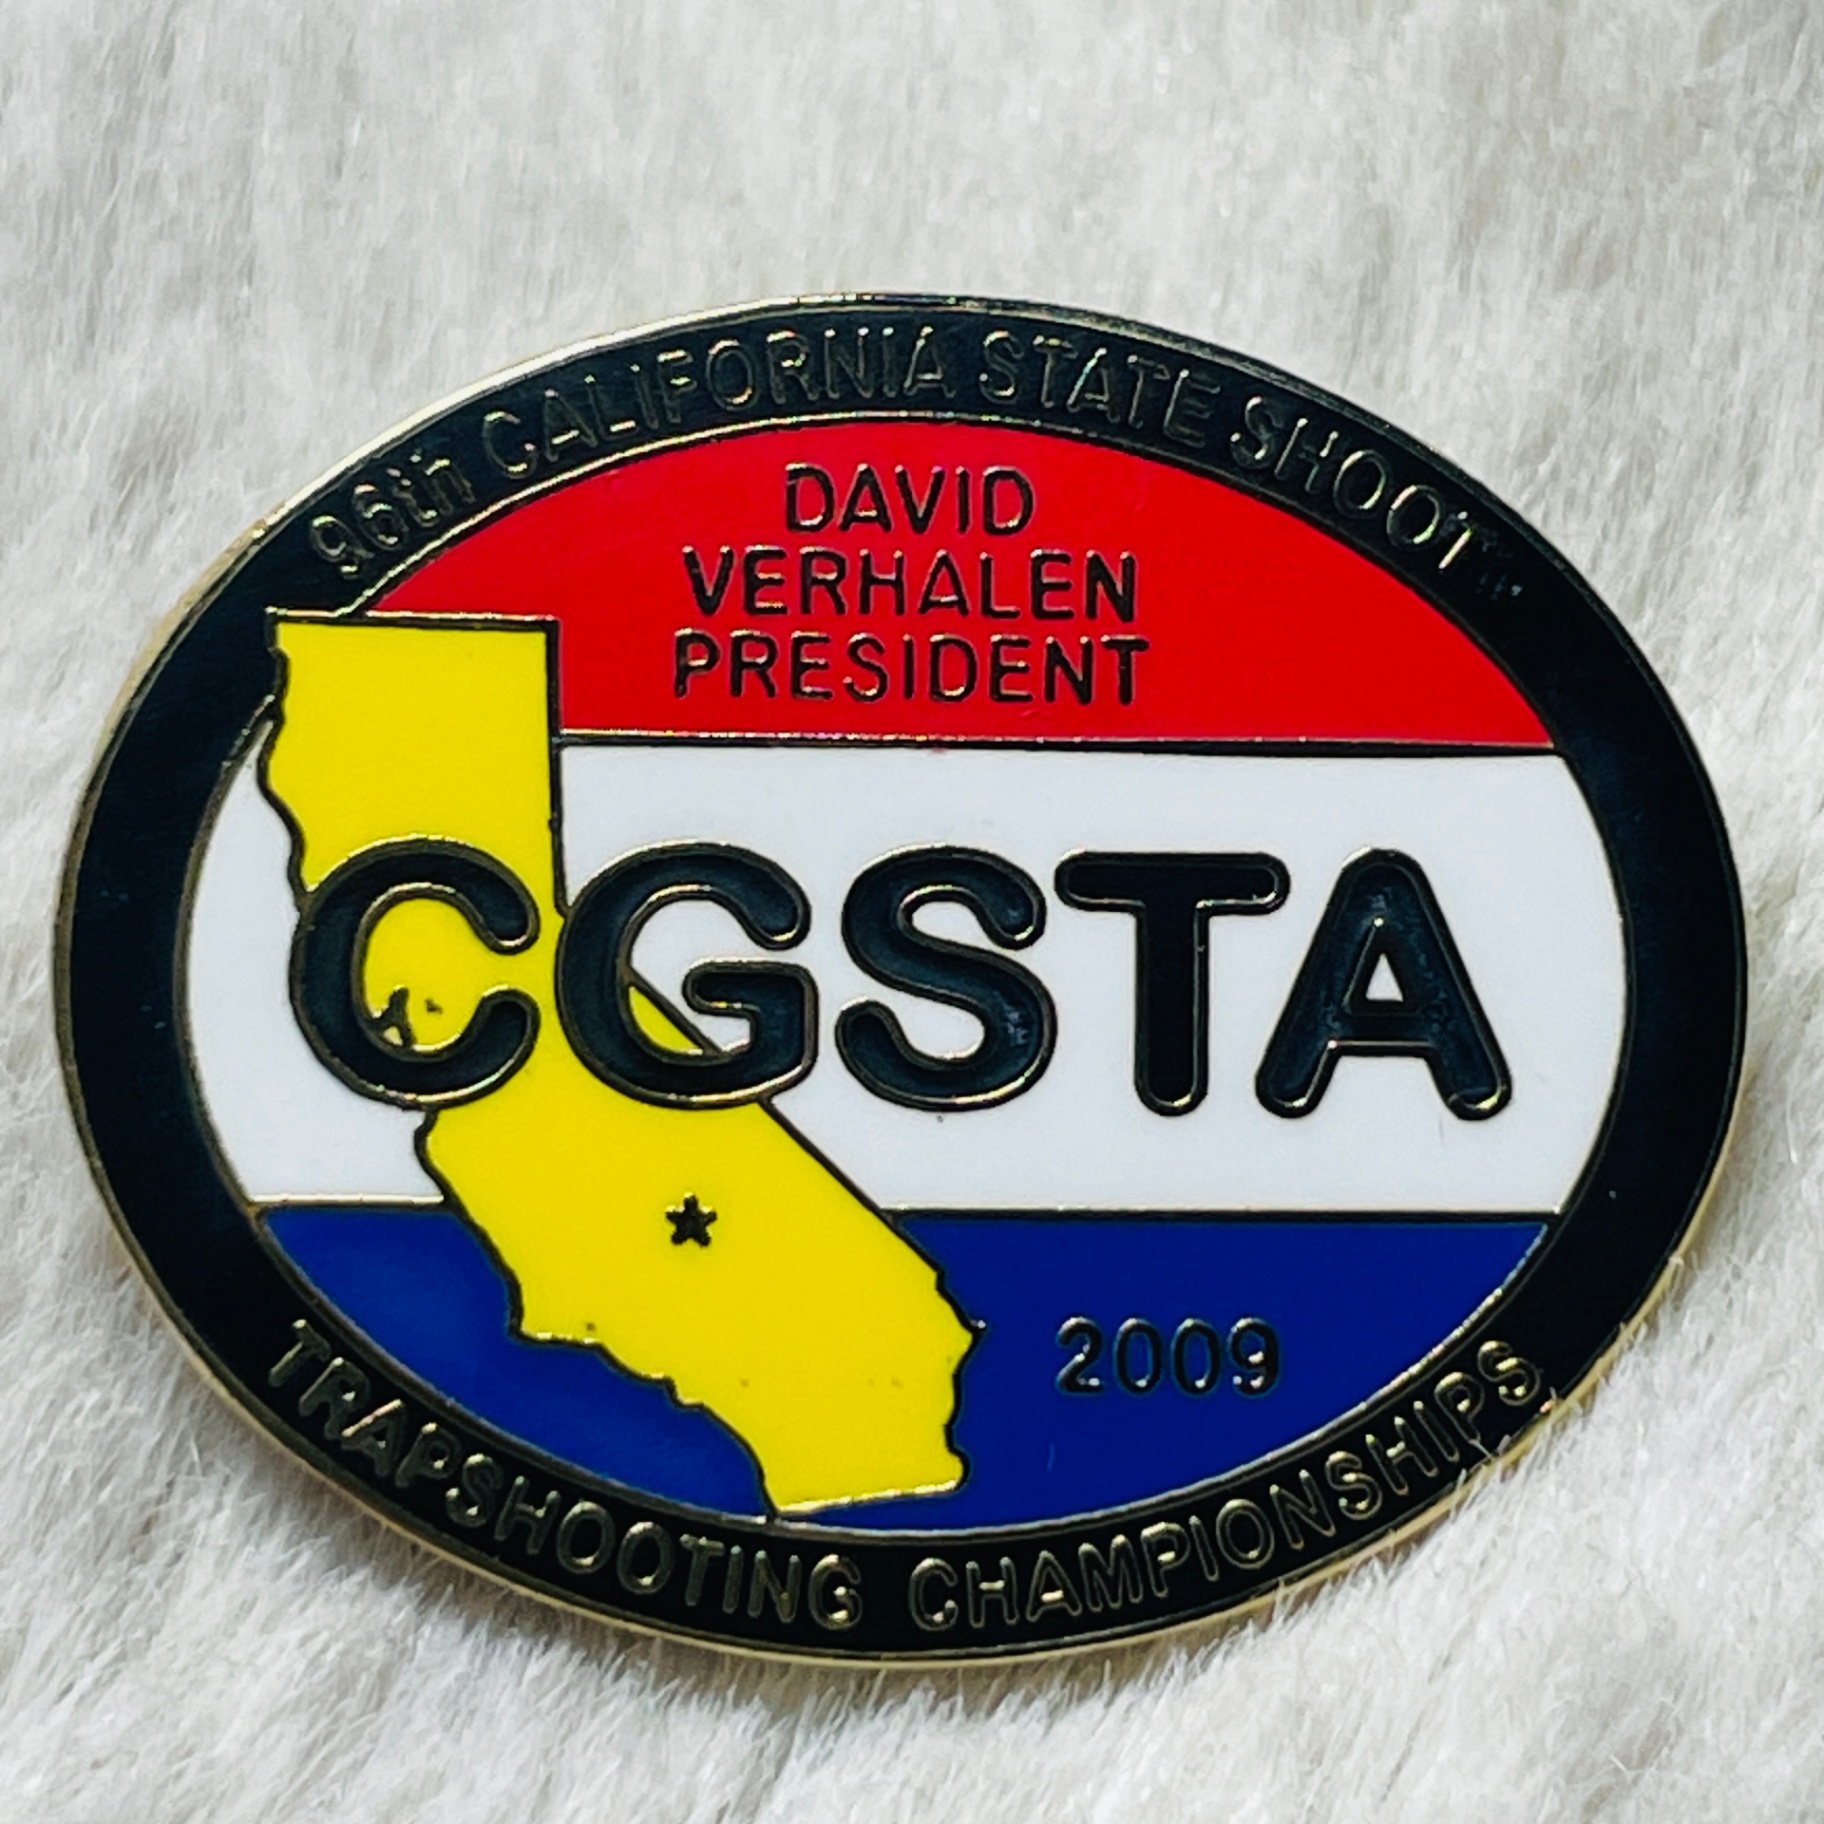 96th CALIFORNIA STATE SHOOT
DAVID
VERHALEN
PRESIDENT
CGSTA
2009
TRAPSHOOTING CHAMPIONSHIPS